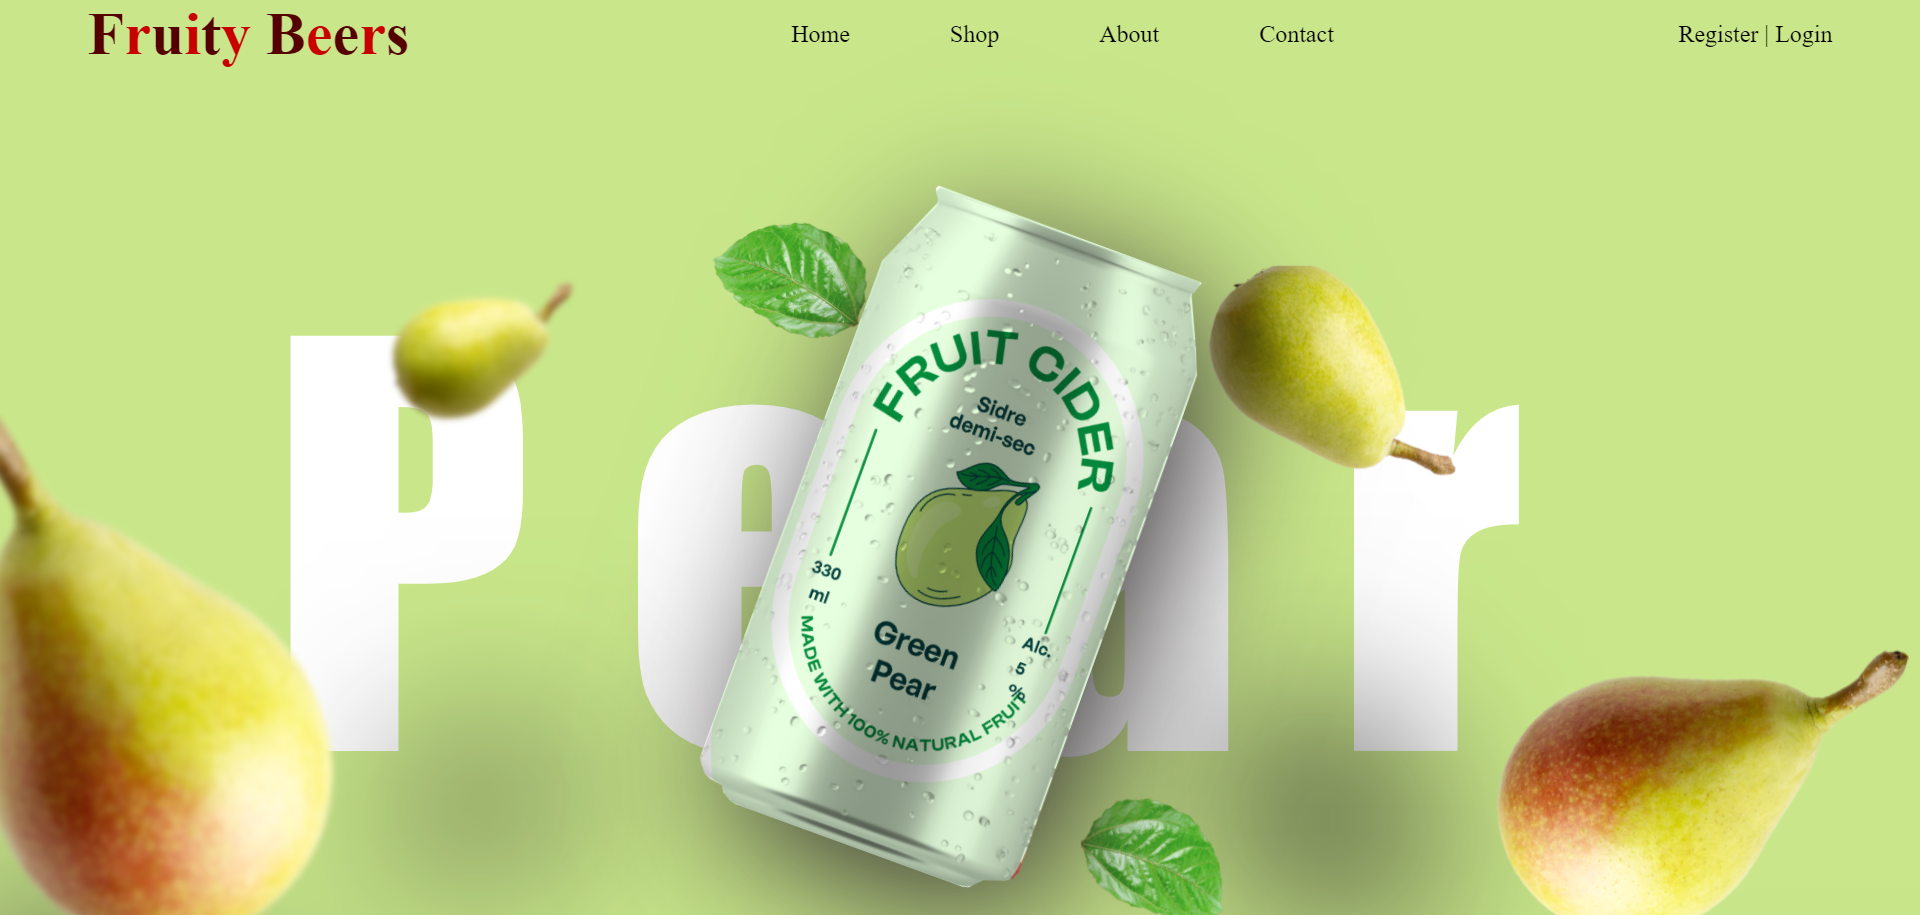 Fruity Beers
Home
Shop
About
Contact
Register | Login
Pear
FRUIT CIDER
Sidre
demi-sec
330
ml
Alc.
5
%
Green
Pear
MADE WITH 100% NATURAL FRUIT